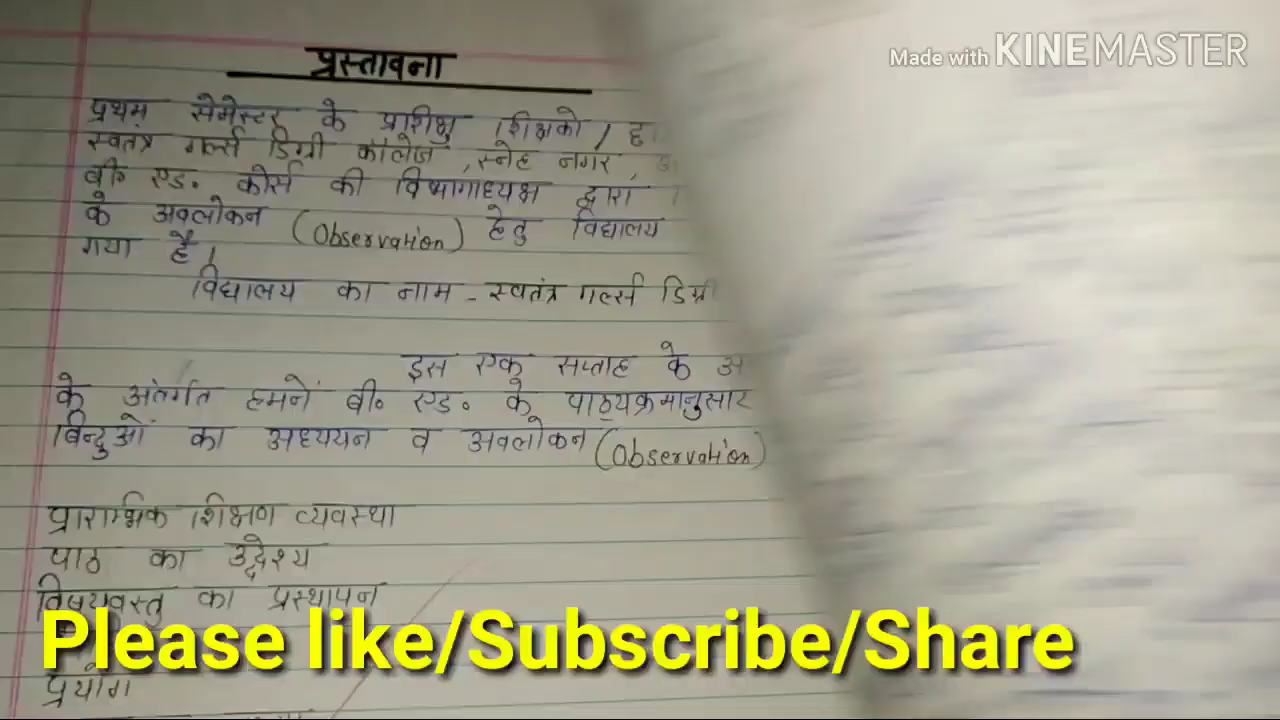 Made with KINEMASTER
प्रस्तावना
प्रथम सेमेस्टर के प्रशिक्षु शिक्षको / द्वा
स्वतंत्र गर्ल्स डिग्री कॉलेज, स्नेह नगर,
बी० एड० कोर्स की विभागाध्यक्ष द्वारा
के अवलोकन (Observation) हेतु विद्यालय
गया है।
विद्यालय का नाम - स्वतंत्र गर्ल्स डिग्री
इस एक सप्ताह के अ
के अंतर्गत हमने बी० एड० के पाठ्यक्रमानुसार
बिन्दुओं का अध्ययन व अवलोकन (Observation)
प्रारम्भिक शिक्षण व्यवस्था
पाठ का उद्देश्य
विषयवस्तु का प्रस्थापन
Please like/Subscribe/Share
प्रयोग